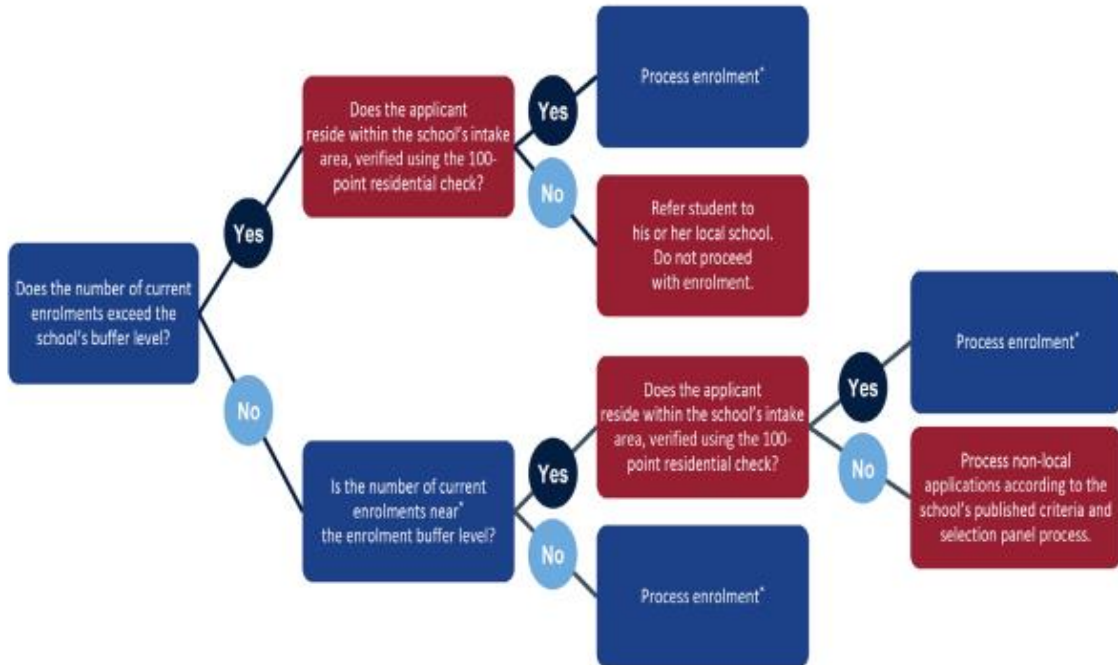 Does the number of current
enrolments exceed the
school's buffer level?
Yes
Does the applicant
reside within the school's intake
area, verified using the 100-
point residential check?
Yes
Process enrolment*
No
Refer student to
his or her local school.
Do not proceed
with enrolment.
No
Is the number of current
enrolments near*
the enrolment buffer level?
Yes
Does the applicant
reside within the school's intake
area, verified using the 100-
point residential check?
Yes
Process enrolment*
No
Process non-local
applications according to the
school's published criteria and
selection panel process.
No
Process enrolment*